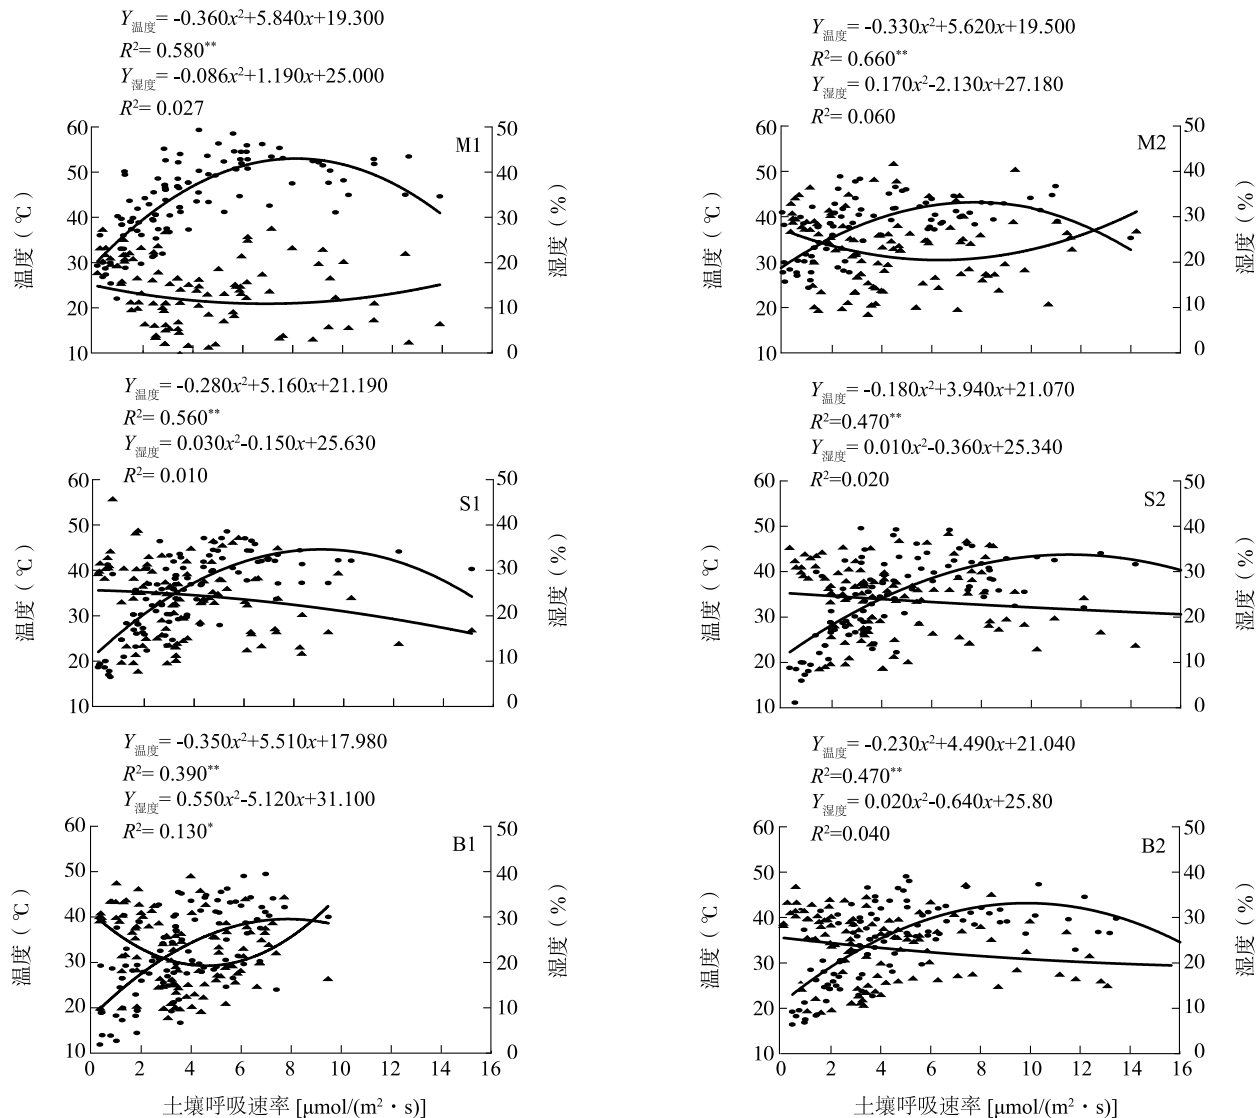 Y温度= -0.360x²+5.840x+19.300
R²= 0.580**
Y湿度= -0.086x²+1.190x+25.000
R²= 0.027
60
50
40
30
20
10
温度（℃）
50
40
30
20
10
0
湿度（%）
M1
0
2
4
6
8
10
12
14
16
Y温度= -0.330x²+5.620x+19.500
R²= 0.660**
Y湿度= 0.170x²-2.130x+27.180
R²= 0.060
60
50
40
30
20
10
温度（℃）
50
40
30
20
10
0
湿度（%）
M2
Y温度= -0.280x²+5.160x+21.190
R²= 0.560**
Y湿度= 0.030x²-0.150x+25.630
R²= 0.010
60
50
40
30
20
10
温度（℃）
50
40
30
20
10
0
湿度（%）
S1
Y温度= -0.180x²+3.940x+21.070
R²=0.470**
Y湿度= 0.010x²-0.360x+25.340
R²=0.020
60
50
40
30
20
10
温度（℃）
50
40
30
20
10
0
湿度（%）
S2
Y温度= -0.350x²+5.510x+17.980
R²= 0.390**
Y湿度= 0.550x²-5.120x+31.100
R²= 0.130*
60
50
40
30
20
10
温度（℃）
50
40
30
20
10
0
湿度（%）
B1
土壤呼吸速率 [μmol/(m²·s)]
Y温度= -0.230x²+4.490x+21.040
R²=0.470**
Y湿度= 0.020x²-0.640x+25.80
R²=0.040
60
50
40
30
20
10
温度（℃）
50
40
30
20
10
0
湿度（%）
B2
0
2
4
6
8
10
12
14
16
土壤呼吸速率 [μmol/(m²·s)]